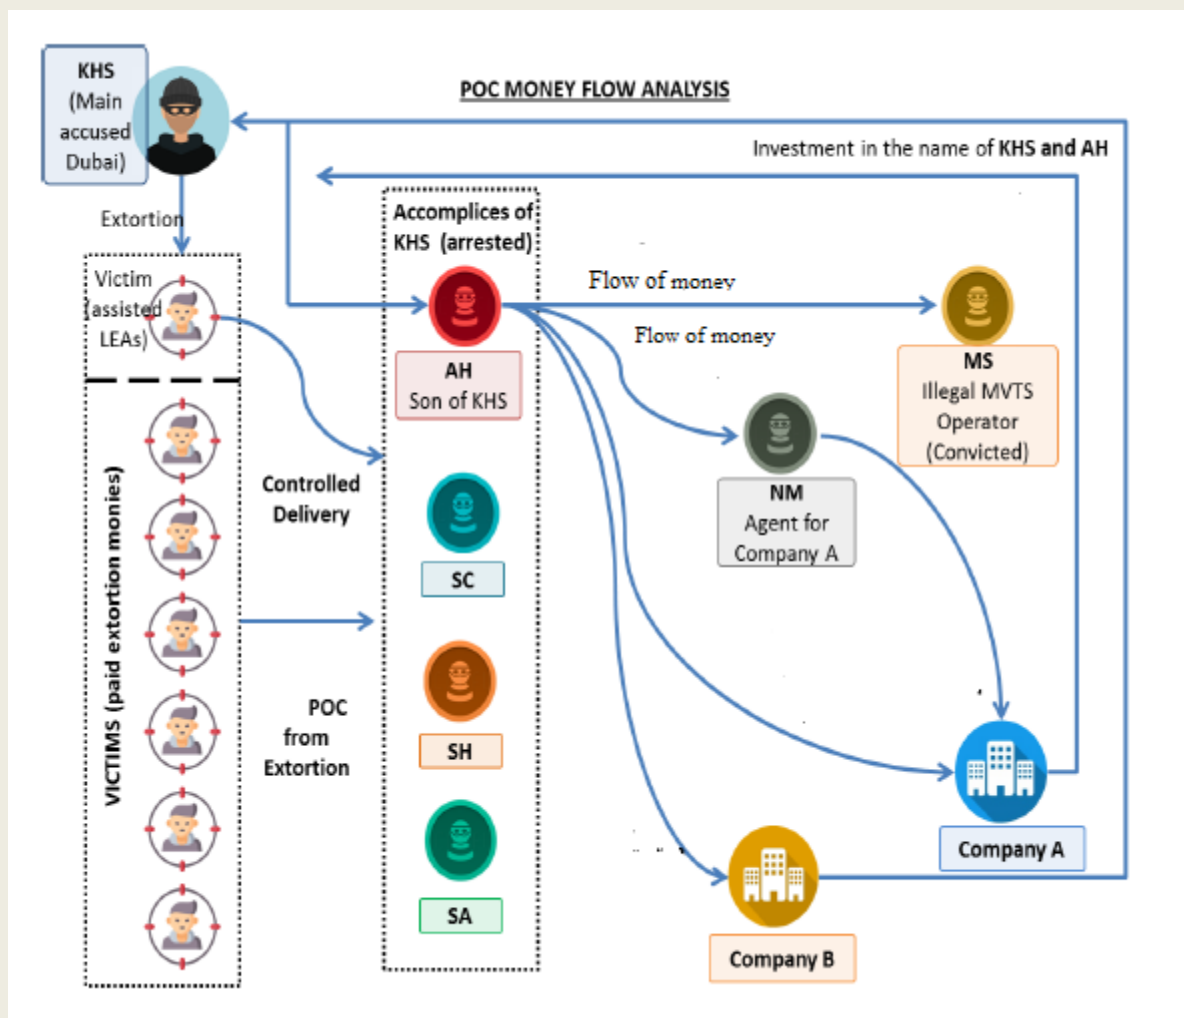 POC MONEY FLOW ANALYSIS
KHS
(Main
accused
Dubai)
Investment in the name of KHS and AH
Extortion
Accomplices of
KHS (arrested)
Victim
(assisted
LEAs)
Flow of money
Flow of money
AH
Son of KHS
MS
Illegal MVTS
Operator
(Convicted)
NM
Agent for
Company A
Controlled
Delivery
VICTIMS (paid extortion monies)
SC
POC
from
Extortion
SH
SA
Company A
Company B